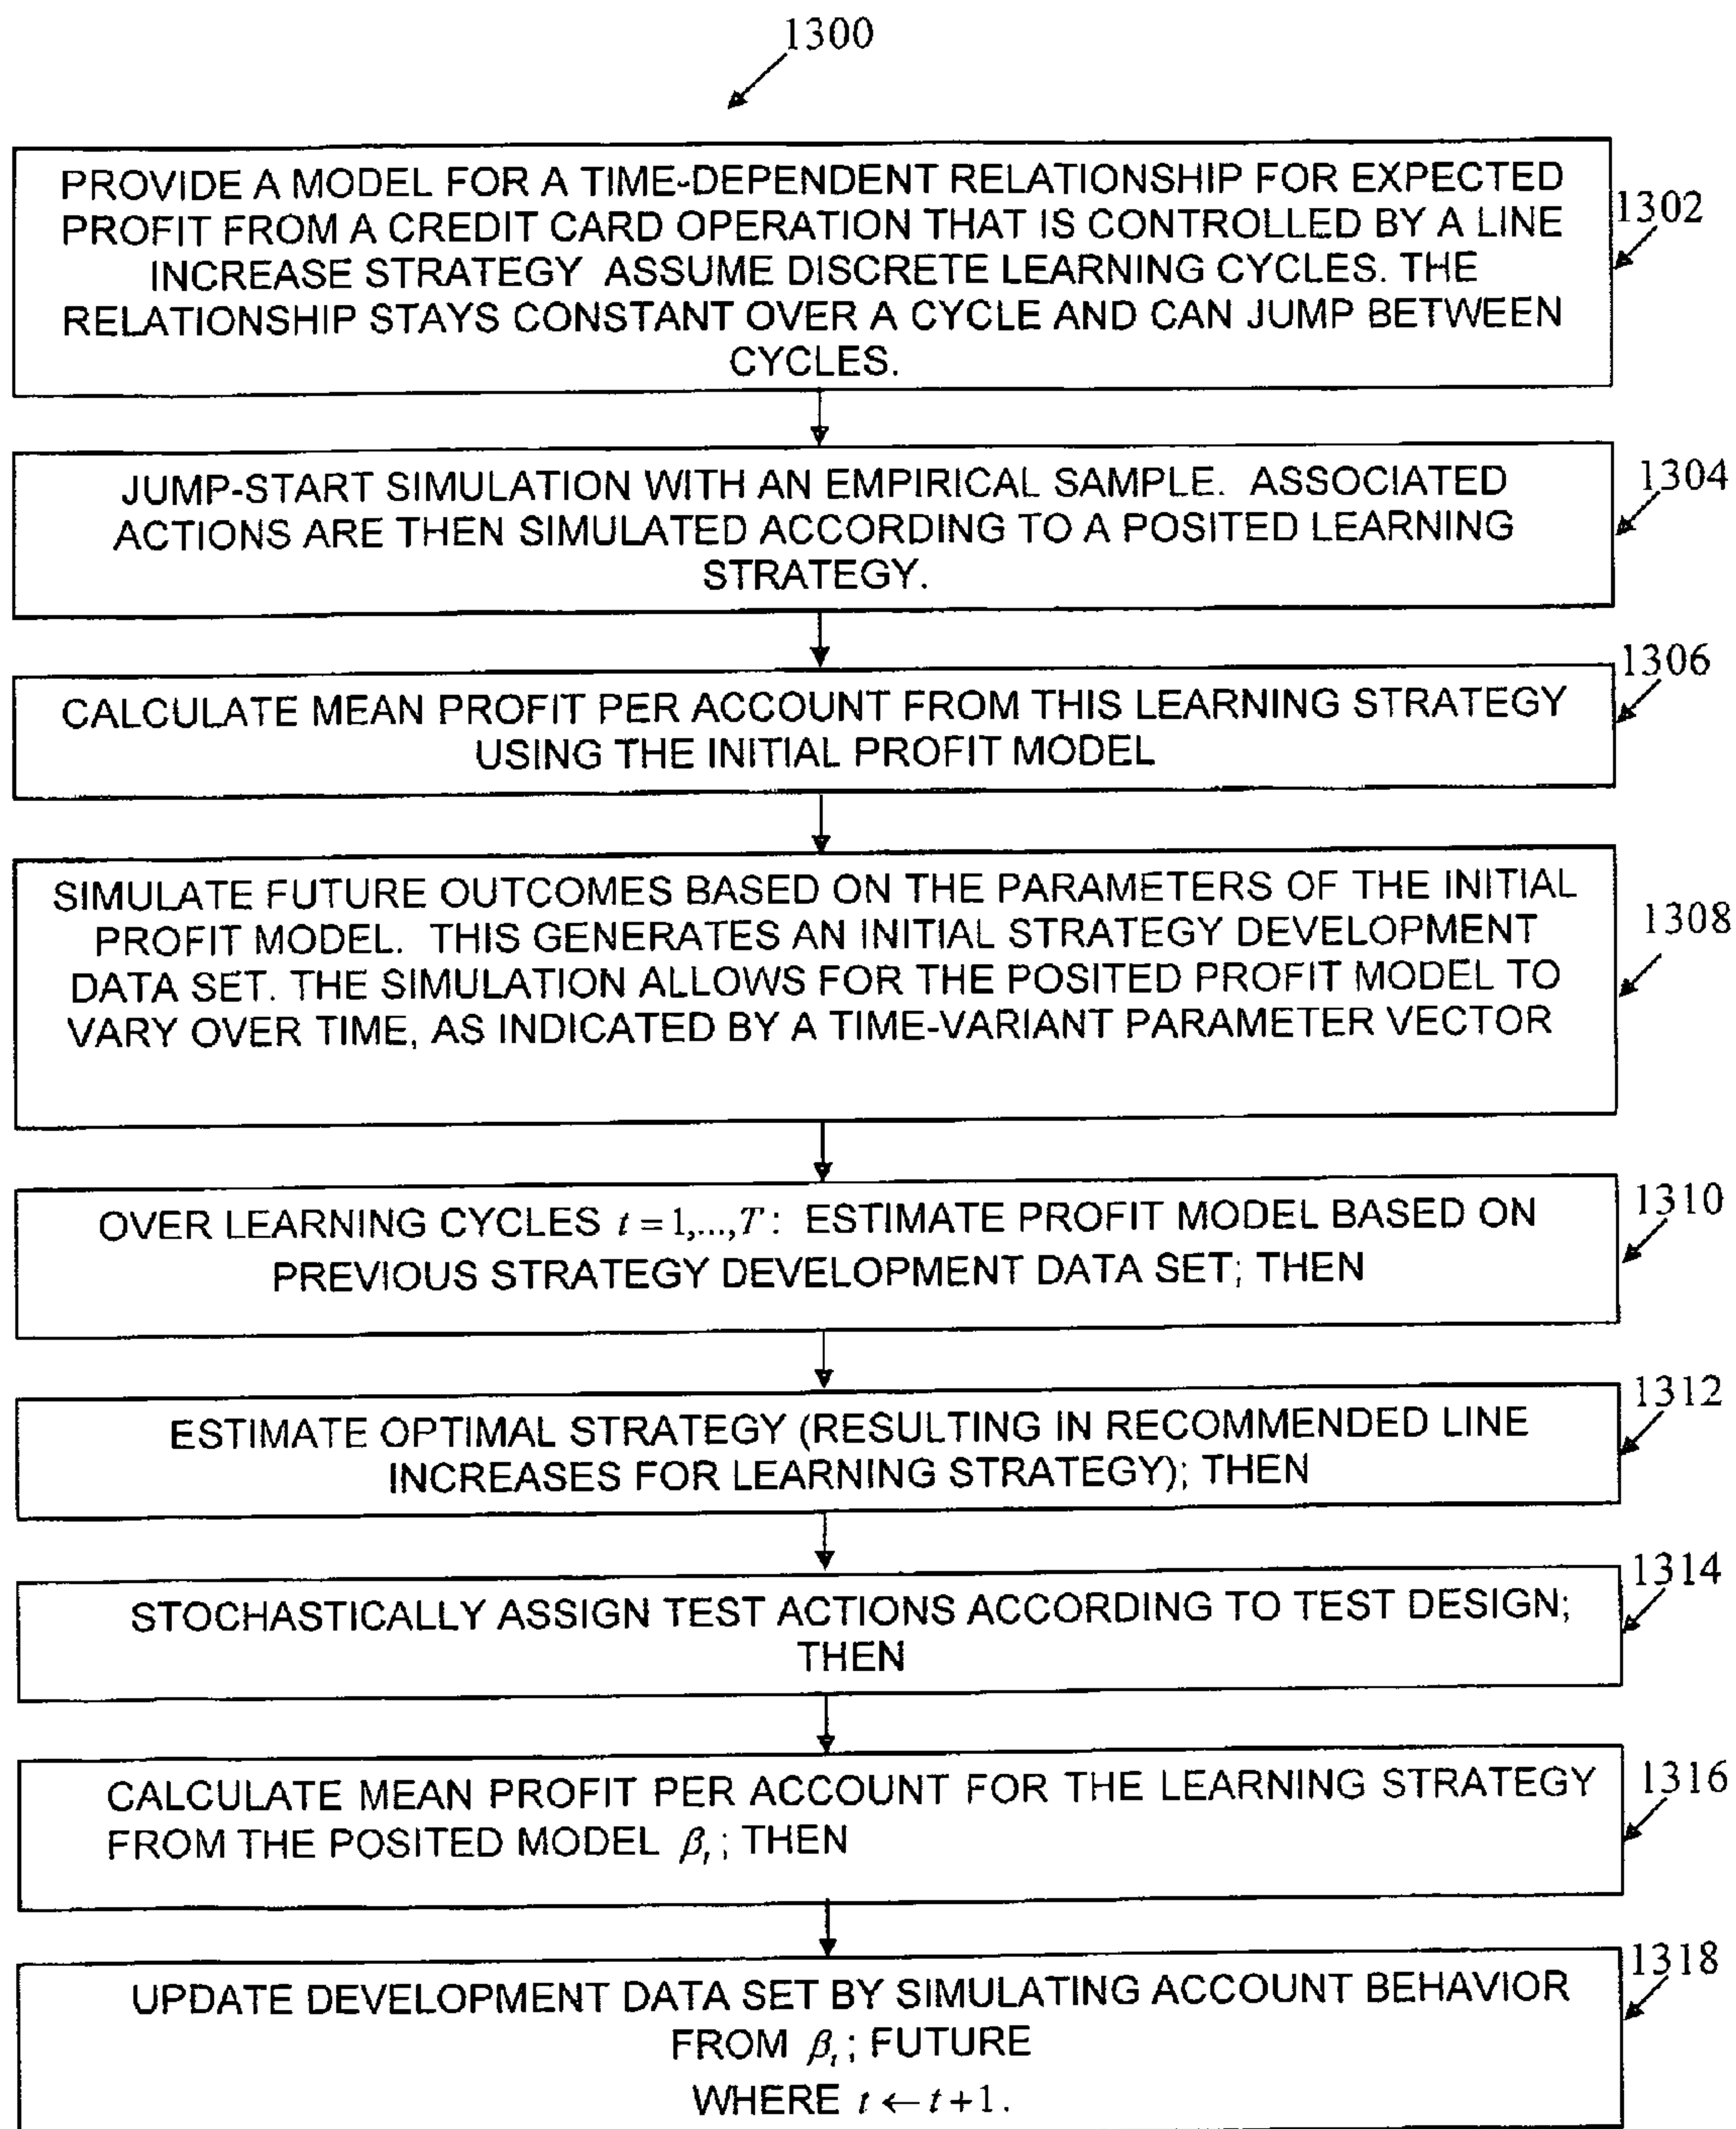 1300
PROVIDE A MODEL FOR A TIME-DEPENDENT RELATIONSHIP FOR EXPECTED
PROFIT FROM A CREDIT CARD OPERATION THAT IS CONTROLLED BY A LINE
INCREASE STRATEGY ASSUME DISCRETE LEARNING CYCLES. THE
RELATIONSHIP STAYS CONSTANT OVER A CYCLE AND CAN JUMP BETWEEN
CYCLES.
1302
JUMP-START SIMULATION WITH AN EMPIRICAL SAMPLE. ASSOCIATED
ACTIONS ARE THEN SIMULATED ACCORDING TO A POSITED LEARNING
STRATEGY.
1304
CALCULATE MEAN PROFIT PER ACCOUNT FROM THIS LEARNING STRATEGY
USING THE INITIAL PROFIT MODEL
1306
SIMULATE FUTURE OUTCOMES BASED ON THE PARAMETERS OF THE INITIAL
PROFIT MODEL. THIS GENERATES AN INITIAL STRATEGY DEVELOPMENT
DATA SET. THE SIMULATION ALLOWS FOR THE POSITED PROFIT MODEL TO
VARY OVER TIME, AS INDICATED BY A TIME-VARIANT PARAMETER VECTOR
1308
OVER LEARNING CYCLES t = 1,...,T: ESTIMATE PROFIT MODEL BASED ON
PREVIOUS STRATEGY DEVELOPMENT DATA SET; THEN
1310
ESTIMATE OPTIMAL STRATEGY (RESULTING IN RECOMMENDED LINE
INCREASES FOR LEARNING STRATEGY); THEN
1312
STOCHASTICALLY ASSIGN TEST ACTIONS ACCORDING TO TEST DESIGN;
THEN
1314
CALCULATE MEAN PROFIT PER ACCOUNT FOR THE LEARNING STRATEGY
FROM THE POSITED MODEL βₜ; THEN
1316
UPDATE DEVELOPMENT DATA SET BY SIMULATING ACCOUNT BEHAVIOR
FROM βₜ; FUTURE
WHERE t ← t+1.
1318